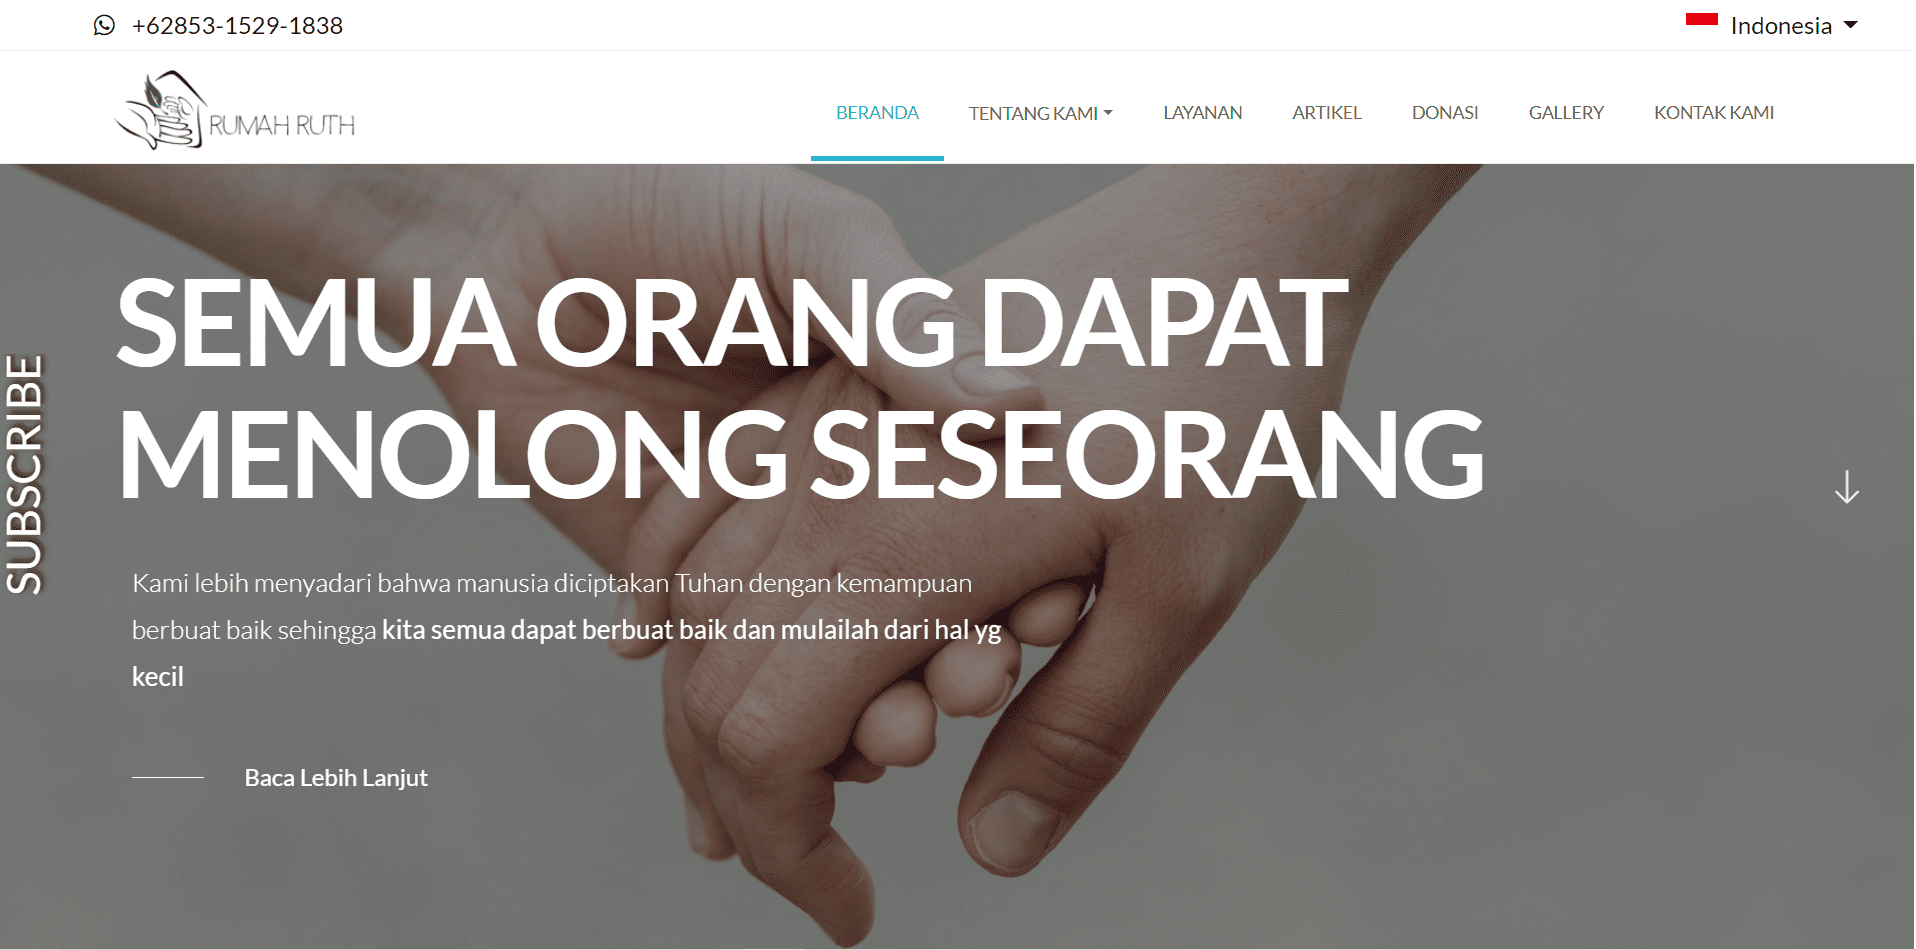 +62853-1529-1838
Indonesia
RUMAH RUTH
BERANDA
TENTANG KAMI
LAYANAN
ARTIKEL
DONASI
GALLERY
KONTAK KAMI
SEMUA ORANG DAPAT
MENOLONG SESEORANG
SUBSCRIBE
Kami lebih menyadari bahwa manusia diciptakan Tuhan dengan kemampuan
berbuat baik sehingga kita semua dapat berbuat baik dan mulailah dari hal yg
kecil
Baca Lebih Lanjut